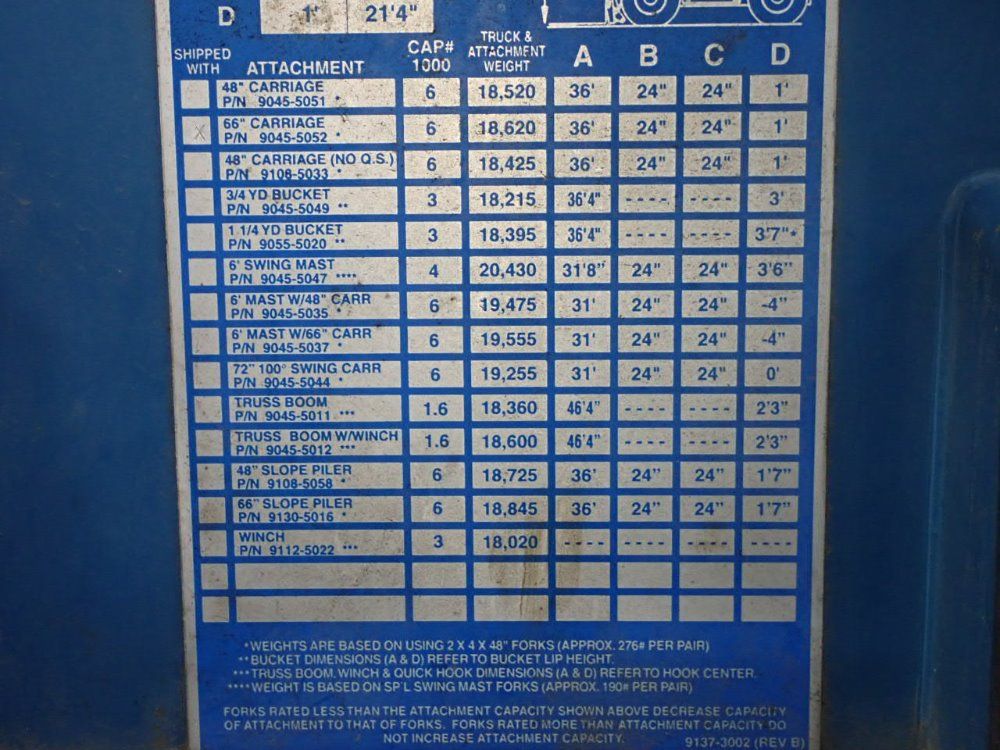 D 1' 21'4"
SHIPPED WITH ATTACHMENT CAP# 1000 TRUCK & ATTACHMENT WEIGHT A B C D
48" CARRIAGE
P/N 9045-5051 * 6 18,520 36' 24" 24" 1'
X 66" CARRIAGE
P/N 9045-5052 * 6 18,620 36' 24" 24" 1'
48" CARRIAGE (NO Q.S.)
P/N 9108-5033 * 6 18,425 36' 24" 24" 1'
3/4 YD BUCKET
P/N 9045-5049 ** 3 18,215 36'4" ---- ---- 3'
1 1/4 YD BUCKET
P/N 9055-5020 ** 3 18,395 36'4" ---- ---- 3'7"*
6' SWING MAST
P/N 9045-5047 **** 4 20,430 31'8" 24" 24" 3'6"
6' MAST W/48" CARR
P/N 9045-5035 * 6 19,475 31' 24" 24" -4"
6' MAST W/66" CARR
P/N 9045-5037 * 6 19,555 31' 24" 24" -4"
72" 100° SWING CARR
P/N 9045-5044 * 6 19,255 31' 24" 24" 0'
TRUSS BOOM
P/N 9045-5011 *** 1.6 18,360 46'4" ---- ---- 2'3"
TRUSS BOOM W/WINCH
P/N 9045-5012 *** 1.6 18,600 46'4" ---- ---- 2'3"
48" SLOPE PILER
P/N 9108-5058 * 6 18,725 36' 24" 24" 1'7"
66" SLOPE PILER
P/N 9130-5016 * 6 18,845 36' 24" 24" 1'7"
WINCH
P/N 9112-5022 *** 3 18,020 ---- ---- ---- ----
*WEIGHTS ARE BASED ON USING 2 X 4 X 48" FORKS (APPROX. 276# PER PAIR)
**BUCKET DIMENSIONS (A & D) REFER TO BUCKET LIP HEIGHT.
***TRUSS BOOM, WINCH & QUICK HOOK DIMENSIONS (A & D) REFER TO HOOK CENTER.
****WEIGHT IS BASED ON SP'L SWING MAST FORKS (APPROX. 190# PER PAIR)
FORKS RATED LESS THAN THE ATTACHMENT CAPACITY SHOWN ABOVE DECREASE CAPACITY
OF ATTACHMENT TO THAT OF FORKS. FORKS RATED MORE THAN ATTACHMENT CAPACITY DO
NOT INCREASE ATTACHMENT CAPACITY.
9137-3002 (REV B)